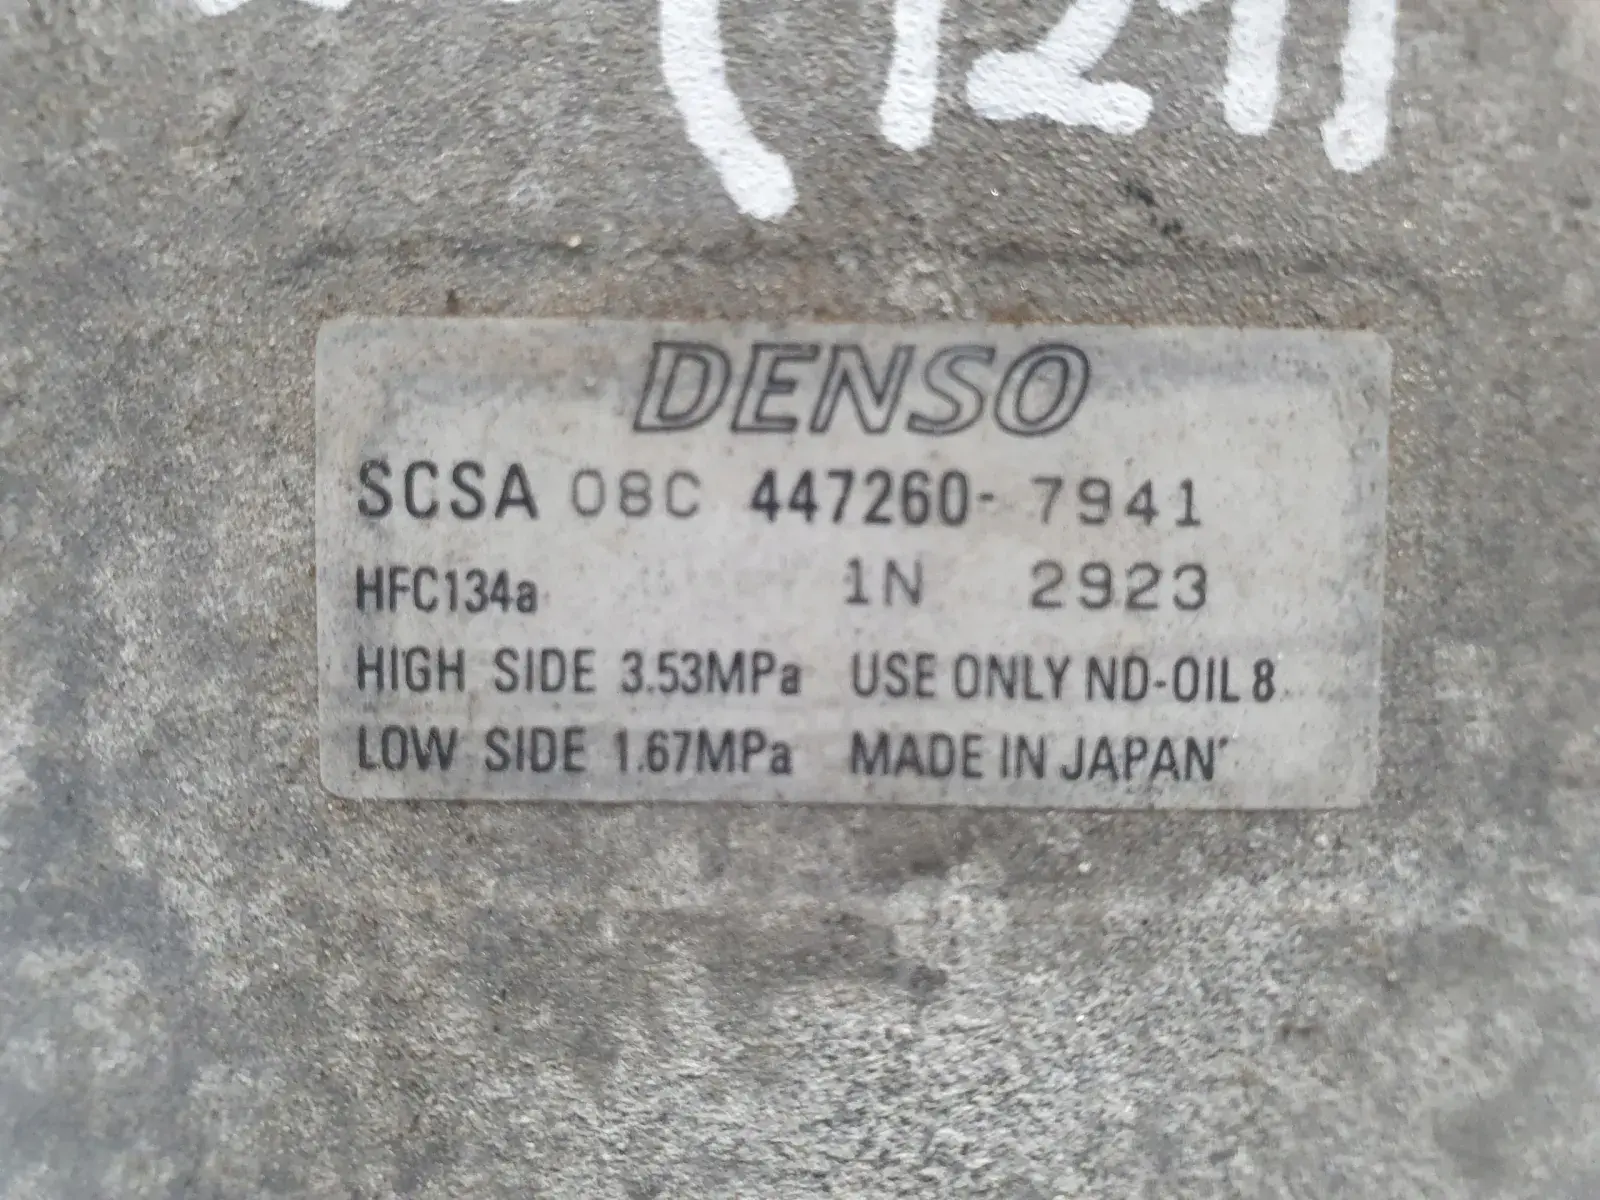 (121)
DENSO
SCSA 08C 447260-7941
HFC134a 1N 2923
HIGH SIDE 3.53MPa USE ONLY ND-OIL 8
LOW SIDE 1.67MPa MADE IN JAPAN